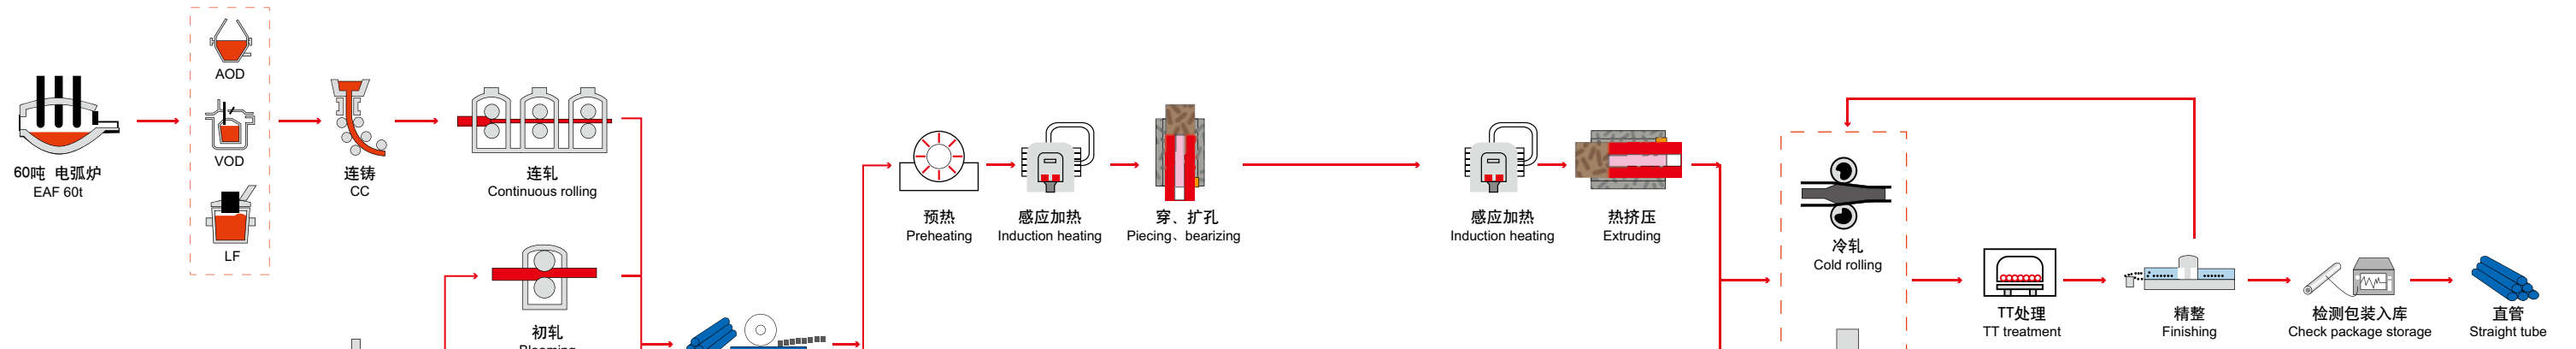 AOD
VOD
LF
60吨 电弧炉
EAF 60t
连铸
CC
连轧
Continuous rolling
初轧
Blooming
预热
Preheating
感应加热
Induction heating
穿、扩孔
Piecing、bearizing
感应加热
Induction heating
热挤压
Extruding
冷轧
Cold rolling
TT处理
TT treatment
精整
Finishing
检测包装入库
Check package storage
直管
Straight tube